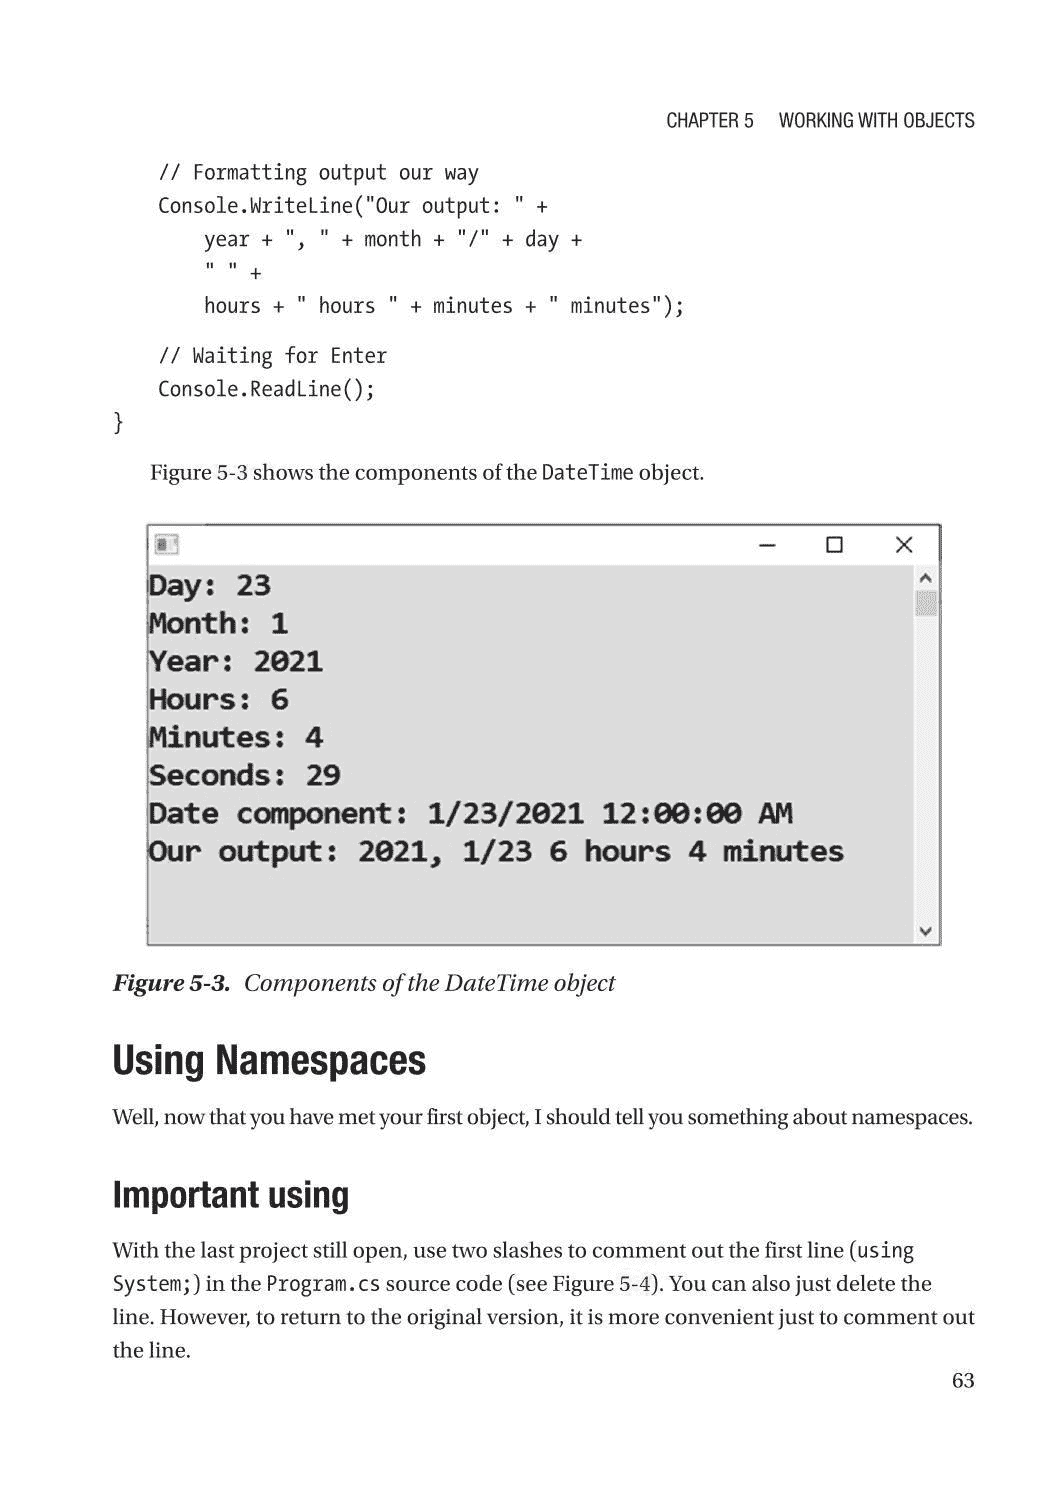 CHAPTER 5 WORKING WITH OBJECTS
// Formatting output our way
Console.WriteLine("Our output: " +
year + ", " + month + "/" + day +
" " +
hours + " hours " + minutes + " minutes");
// Waiting for Enter
Console.ReadLine();
}
Figure 5-3 shows the components of the DateTime object.
Day: 23
Month: 1
Year: 2021
Hours: 6
Minutes: 4
Seconds: 29
Date component: 1/23/2021 12:00:00 AM
Our output: 2021, 1/23 6 hours 4 minutes
Figure 5-3. Components of the DateTime object
Using Namespaces
Well, now that you have met your first object, I should tell you something about namespaces.
Important using
With the last project still open, use two slashes to comment out the first line (using
System;) in the Program.cs source code (see Figure 5-4). You can also just delete the
line. However, to return to the original version, it is more convenient just to comment out
the line.
63